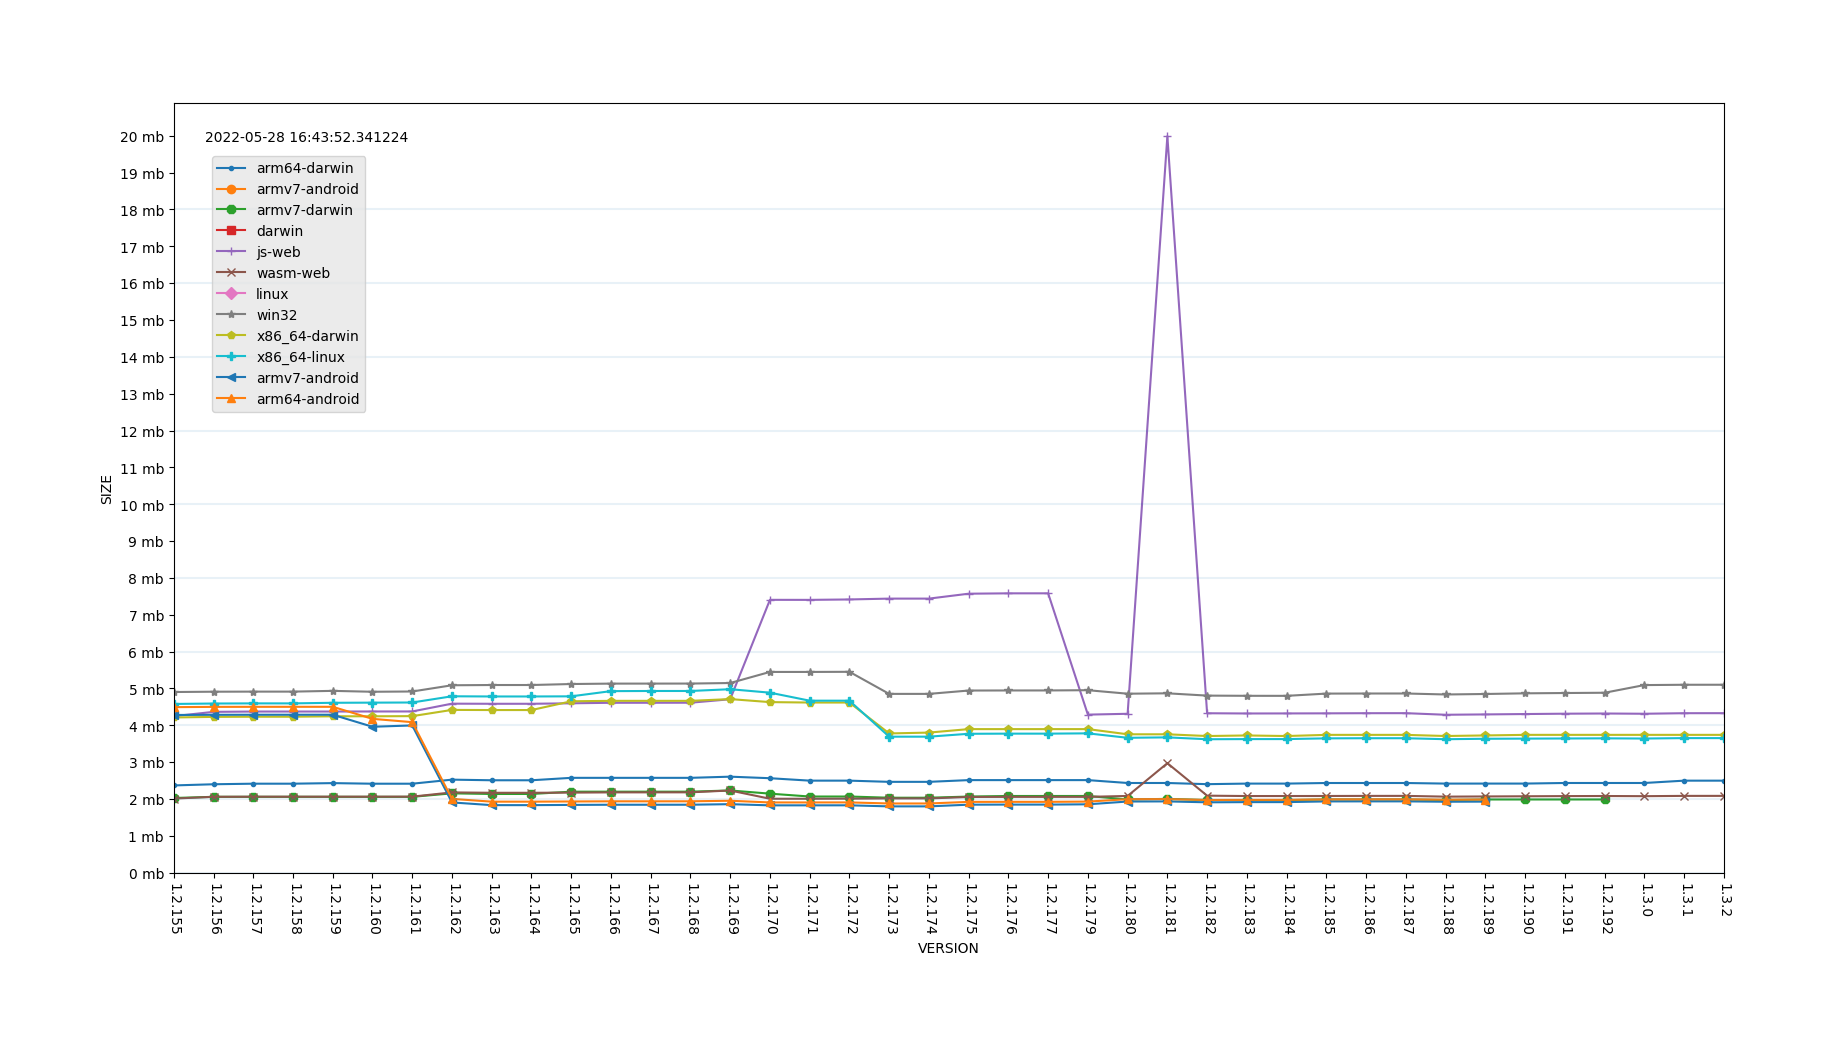 2022-05-28 16:43:52.341224
arm64-darwin
armv7-android
armv7-darwin
darwin
js-web
wasm-web
linux
win32
x86_64-darwin
x86_64-linux
armv7-android
arm64-android
20 mb
19 mb
18 mb
17 mb
16 mb
15 mb
14 mb
13 mb
12 mb
11 mb
10 mb
9 mb
8 mb
7 mb
6 mb
5 mb
4 mb
3 mb
2 mb
1 mb
0 mb
SIZE
1.2.155
1.2.156
1.2.157
1.2.158
1.2.159
1.2.160
1.2.161
1.2.162
1.2.163
1.2.164
1.2.165
1.2.166
1.2.167
1.2.168
1.2.169
1.2.170
1.2.171
1.2.172
1.2.173
1.2.174
1.2.175
1.2.176
1.2.177
1.2.179
1.2.180
1.2.181
1.2.182
1.2.183
1.2.184
1.2.185
1.2.186
1.2.187
1.2.188
1.2.189
1.2.190
1.2.191
1.2.192
1.3.0
1.3.1
1.3.2
VERSION